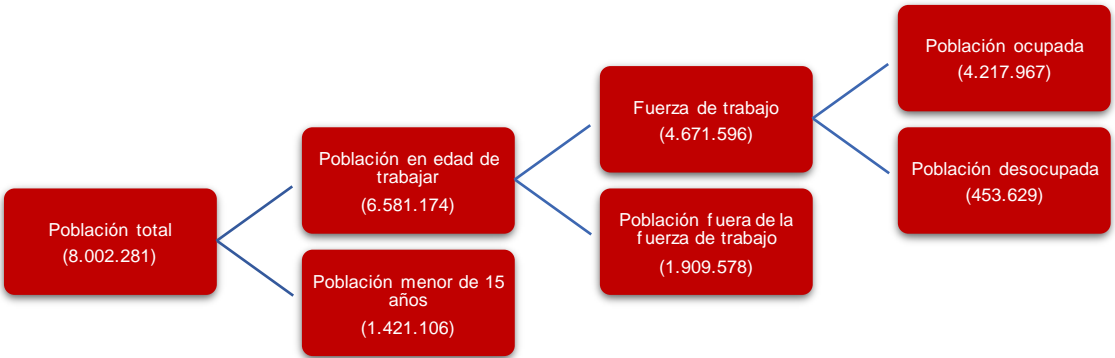 Población total
(8.002.281)
Población en edad de
trabajar
(6.581.174)
Población menor de 15
años
(1.421.106)
Fuerza de trabajo
(4.671.596)
Población fuera de la
fuerza de trabajo
(1.909.578)
Población ocupada
(4.217.967)
Población desocupada
(453.629)